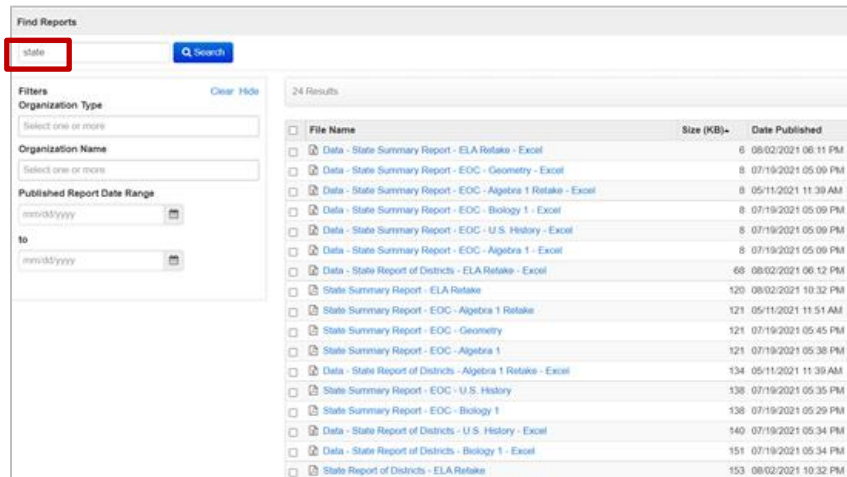 Find Reports
state Search
Filters Clear Hide
Organization Type
Select one or more
Organization Name
Select one or more
Published Report Date Range
mm/dd/yyyy
to
mm/dd/yyyy
24 Results
File Name Size (KB) Date Published
Data - State Summary Report - ELA Retake - Excel 6 08/02/2021 06:11 PM
Data - State Summary Report - EOC - Geometry - Excel 8 07/19/2021 05:09 PM
Data - State Summary Report - EOC - Algebra 1 Retake - Excel 8 05/11/2021 11:39 AM
Data - State Summary Report - EOC - Biology 1 - Excel 8 07/19/2021 05:09 PM
Data - State Summary Report - EOC - U.S. History - Excel 8 07/19/2021 05:09 PM
Data - State Summary Report - EOC - Algebra 1 - Excel 8 07/19/2021 05:09 PM
Data - State Report of Districts - ELA Retake - Excel 68 08/02/2021 06:12 PM
State Summary Report - ELA Retake 120 08/02/2021 10:32 PM
State Summary Report - EOC - Algebra 1 Retake 121 05/11/2021 11:51 AM
State Summary Report - EOC - Geometry 121 07/19/2021 05:45 PM
State Summary Report - EOC - Algebra 1 121 07/19/2021 05:38 PM
Data - State Report of Districts - Algebra 1 Retake - Excel 134 05/11/2021 11:39 AM
State Summary Report - EOC - U.S. History 138 07/19/2021 05:35 PM
State Summary Report - EOC - Biology 1 138 07/19/2021 05:29 PM
Data - State Report of Districts - U.S. History - Excel 140 07/19/2021 05:34 PM
Data - State Report of Districts - Biology 1 - Excel 151 07/19/2021 05:34 PM
State Report of Districts - ELA Retake 153 08/02/2021 10:32 PM